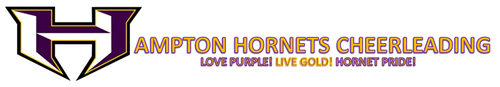 HAMPTON HORNETS CHEERLEADING
LOVE PURPLE! LIVE GOLD! HORNET PRIDE!